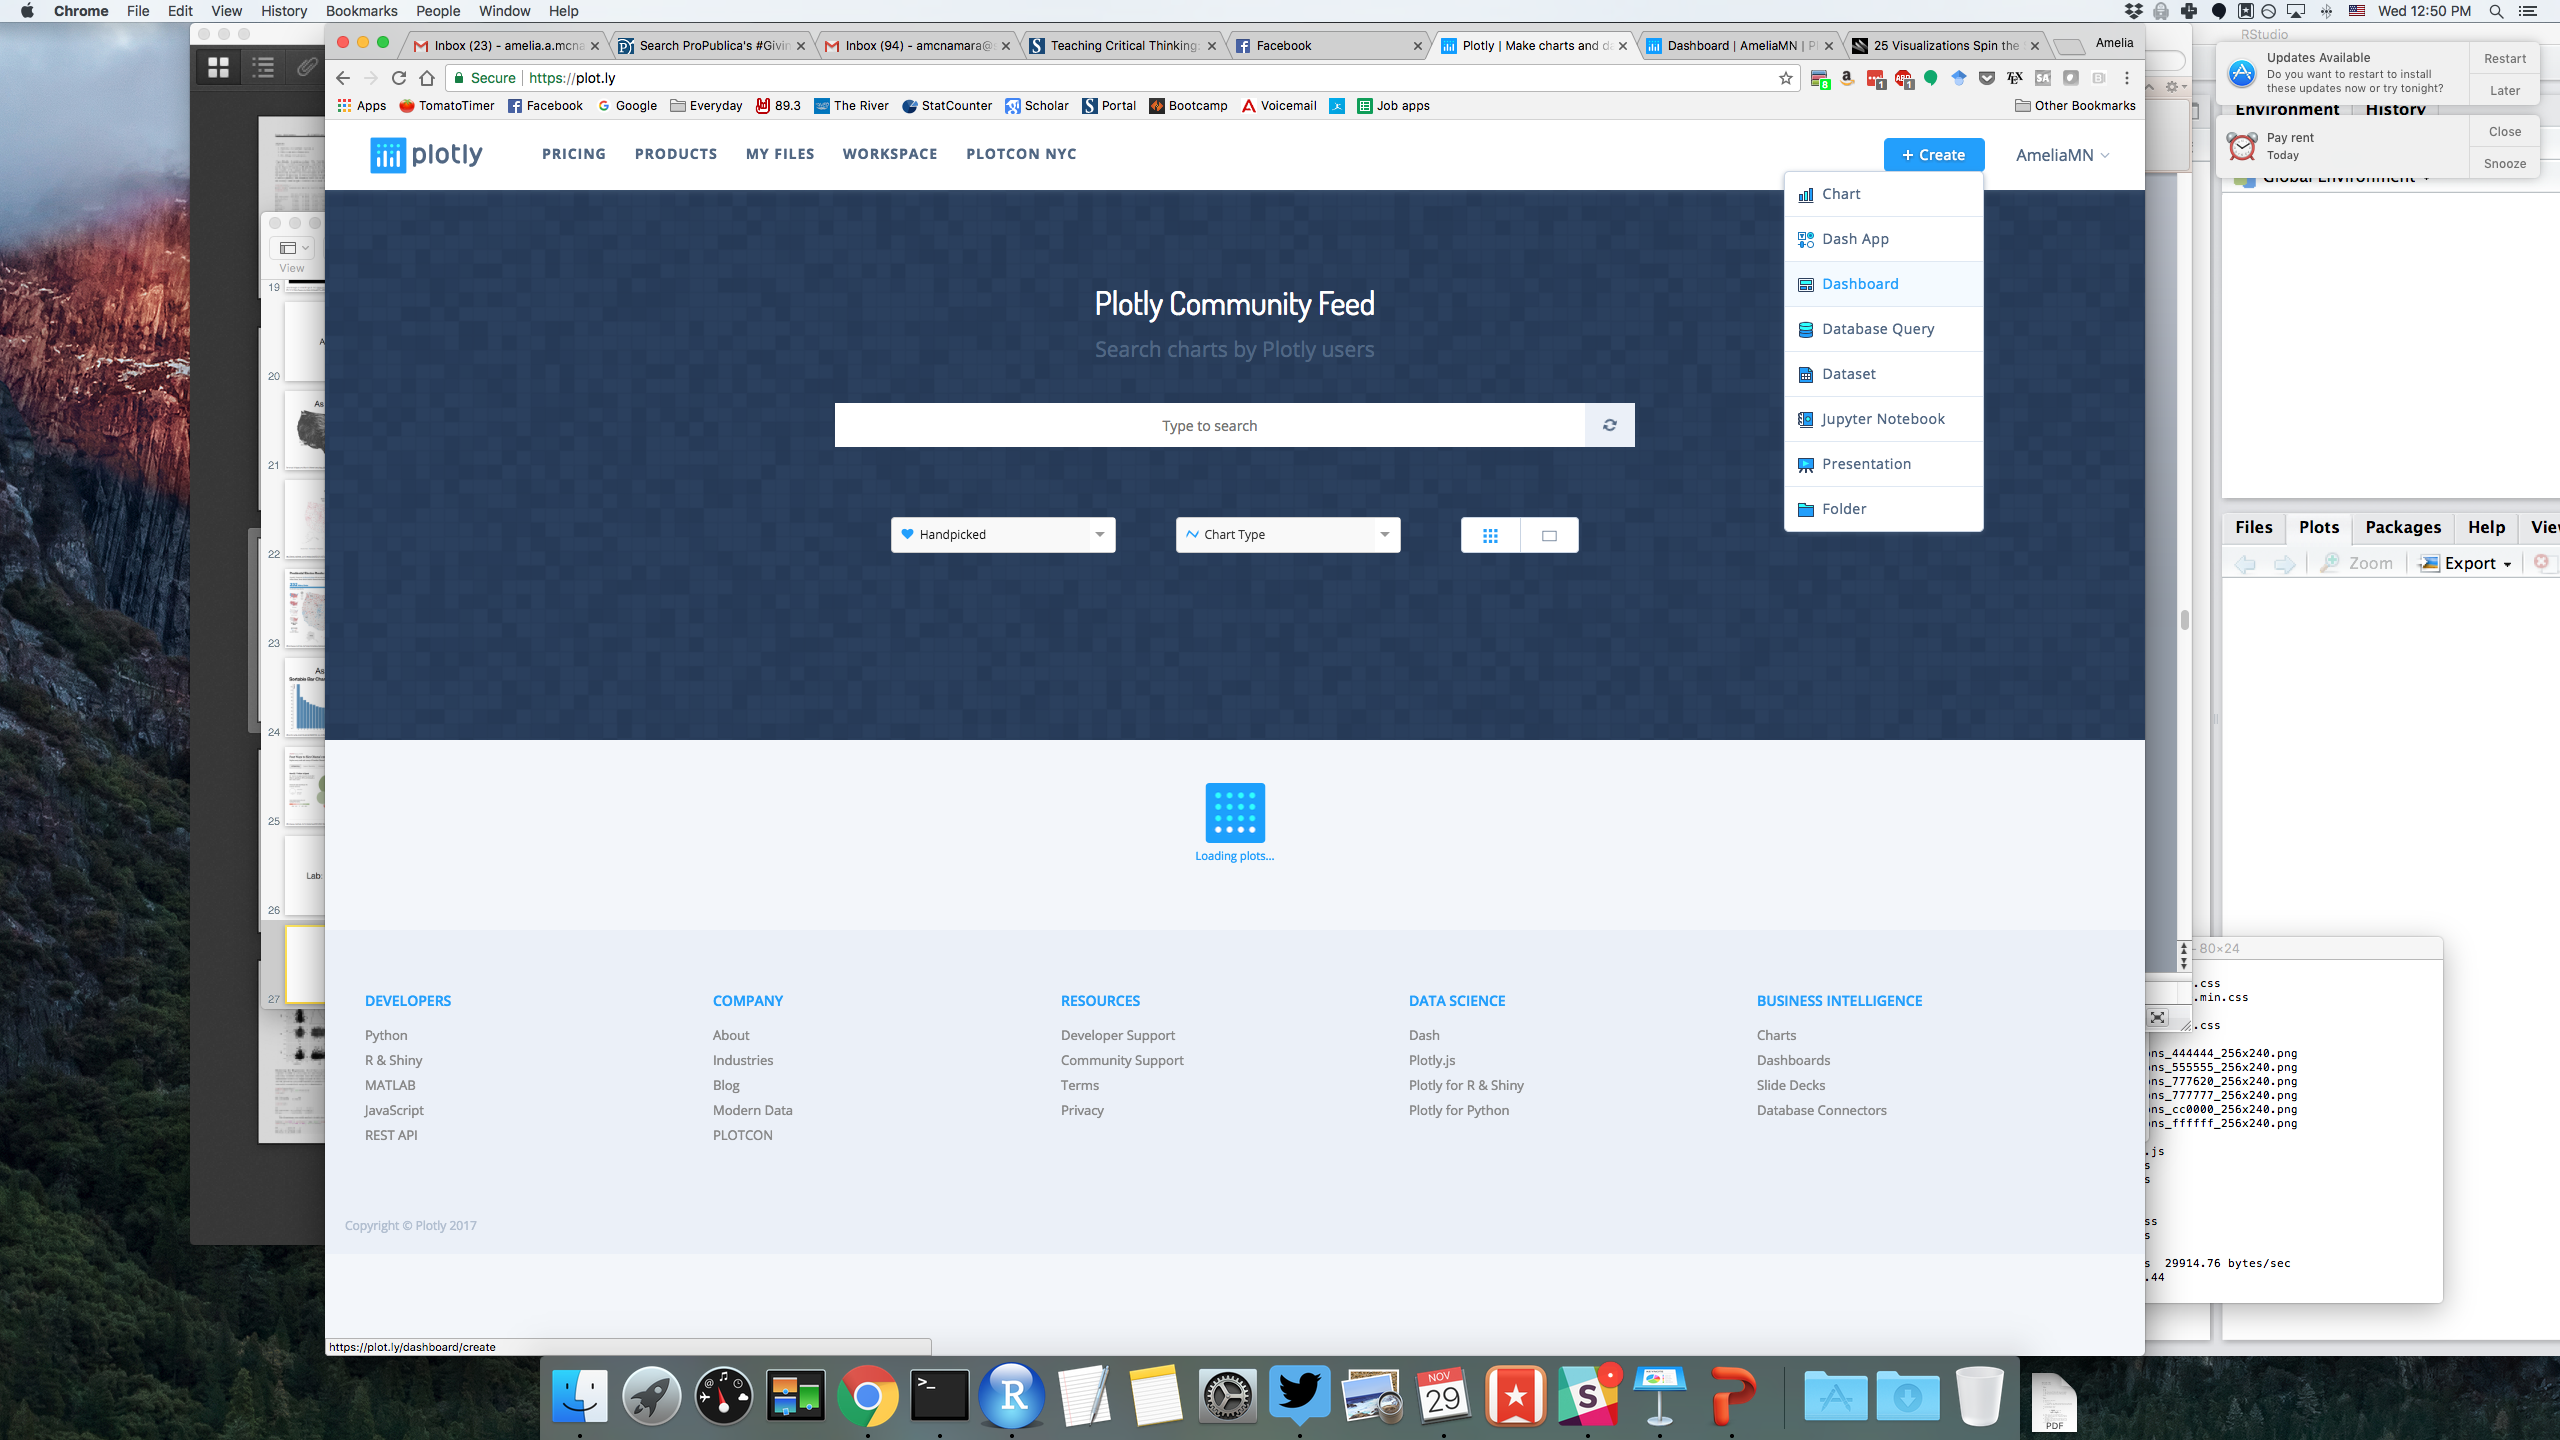 Chrome File Edit View History Bookmarks People Window Help
Wed 12:50 PM
RStudio
Inbox (23) - amelia.a.mcna
Search ProPublica's #Givin
Inbox (94) - amcnamara@
Teaching Critical Thinking:
Facebook
Plotly | Make charts and da
Dashboard | AmeliaMN | Pl
25 Visualizations Spin the
Amelia
Secure https://plot.ly
Apps TomatoTimer Facebook Google Everyday 89.3 The River StatCounter Scholar Portal Bootcamp Voicemail Job apps Other Bookmarks
Updates Available
Do you want to restart to install
these updates now or try tonight?
Restart
Later
Environment History
Pay rent
Today
Close
Snooze
Global Environment
plotly
PRICING PRODUCTS MY FILES WORKSPACE PLOTCON NYC
+ Create
AmeliaMN
Chart
Dash App
Dashboard
Database Query
Dataset
Jupyter Notebook
Presentation
Folder
Plotly Community Feed
Search charts by Plotly users
Type to search
Handpicked
Chart Type
Loading plots...
View
19
20
21
22
23
24
25
Lab:
26
27
Files Plots Packages Help
Zoom Export
DEVELOPERS
Python
R & Shiny
MATLAB
JavaScript
REST API
COMPANY
About
Industries
Blog
Modern Data
PLOTCON
RESOURCES
Developer Support
Community Support
Terms
Privacy
DATA SCIENCE
Dash
Plotly.js
Plotly for R & Shiny
Plotly for Python
BUSINESS INTELLIGENCE
Charts
Dashboards
Slide Decks
Database Connectors
Copyright © Plotly 2017
https://plot.ly/dashboard/create
80×24
.css
.min.css
.css
ons_444444_256x240.png
ons_555555_256x240.png
ons_777620_256x240.png
ons_777777_256x240.png
ons_cc0000_256x240.png
ons_ffffff_256x240.png
.js
s
s
ss
s
s 29914.76 bytes/sec
.44
NOV
29
PDF